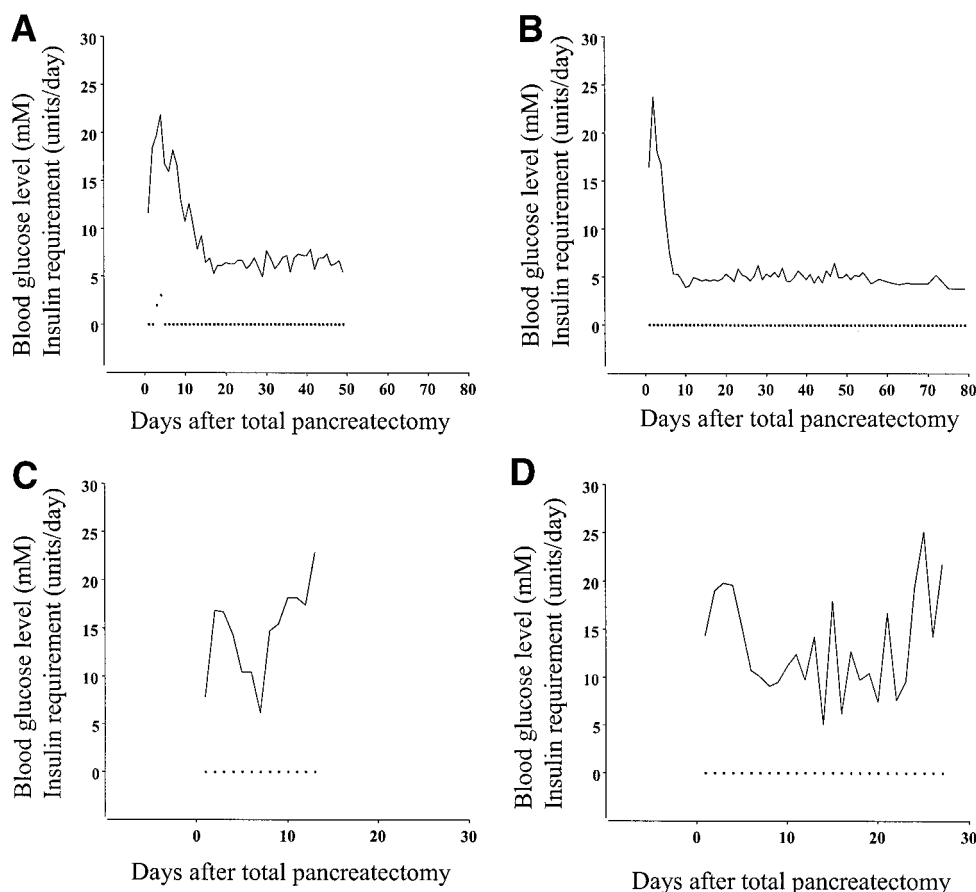 A
Blood glucose level (mM)
Insulin requirement (units/day)
30
25
20
15
10
5
0
0 10 20 30 40 50 60 70 80
Days after total pancreatectomy
B
Blood glucose level (mM)
Insulin requirement (units/day)
30
25
20
15
10
5
0
0 10 20 30 40 50 60 70 80
Days after total pancreatectomy
C
Blood glucose level (mM)
Insulin requirement (units/day)
30
25
20
15
10
5
0
0 10 20 30
Days after total pancreatectomy
D
Blood glucose level (mM)
Insulin requirement (units/day)
30
25
20
15
10
5
0
0 10 20 30
Days after total pancreatectomy